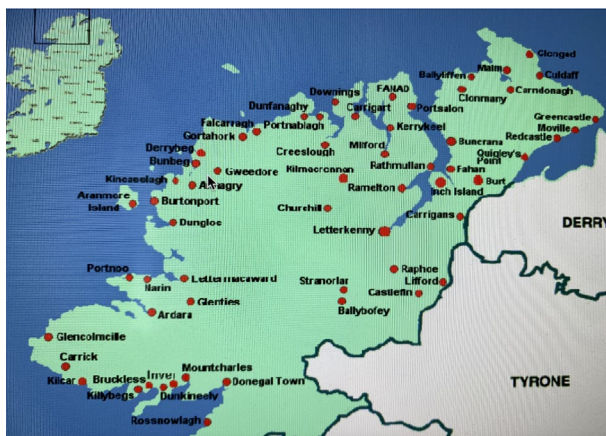 Glengad
Malin
Culdaff
Ballyliffen
Carndonagh
Clonmany
FANAD
Downings
Portsalon
Carrigart
Dunfanaghy
Portnablagh
Falcarragh
Gortahork
Greencastle
Moville
Redcastle
Kerrykeel
Buncrana
Quigley's
Point
Creeslough
Milford
Derrybeg
Bunbeg
Gweedore
Kilmacrennan
Rathmullan
Fahan
Burt
Inch Island
Kincasslagh
Annagry
Ramelton
Aranmore
Island
Burtonport
Churchill
Carrigans
Dungloe
Letterkenny
DERRY
Portnoo
Narin
Lettermacaward
Raphoe
Stranorlar
Lifford
Castlefin
Glenties
Ballybofey
Ardara
Glencolmcille
Carrick
Kilcar
Bruckless
Inver
Mountcharles
Donegal Town
Killybegs
Dunkineely
TYRONE
Rossnowlagh